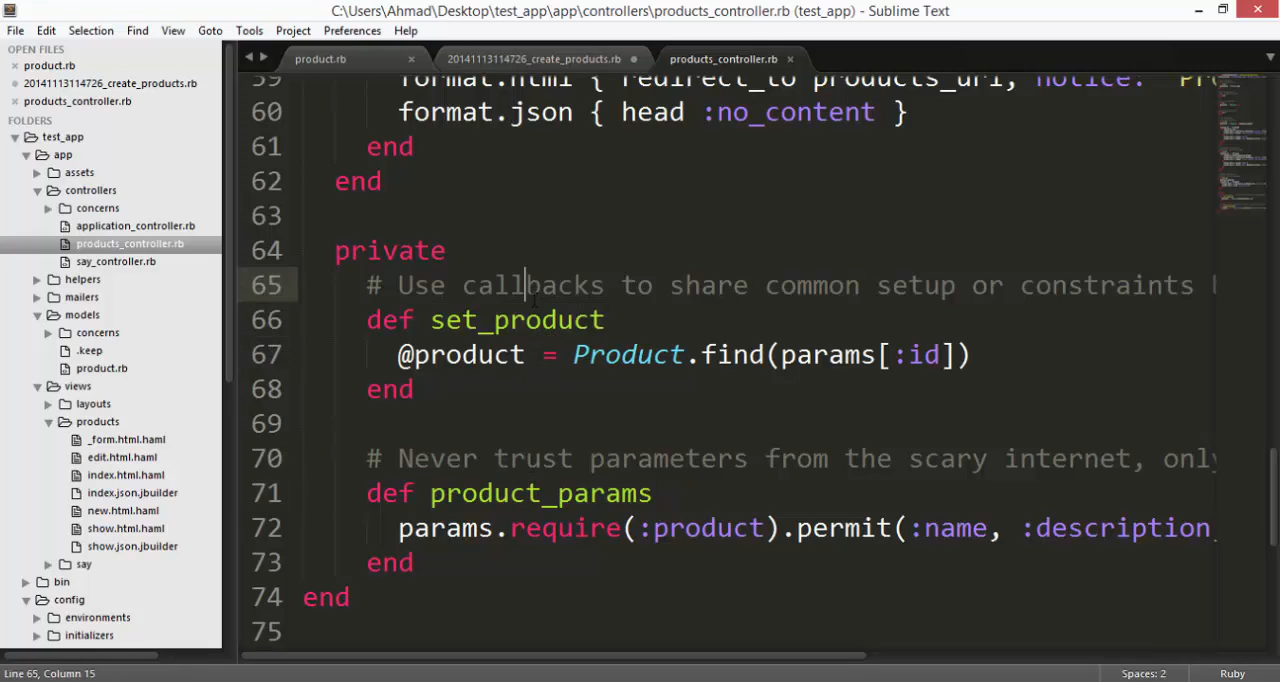 C:\Users\Ahmad\Desktop\test_app\app\controllers\products_controller.rb (test_app) - Sublime Text
File Edit Selection Find View Goto Tools Project Preferences Help
OPEN FILES
product.rb
20141113114726_create_products.rb
products_controller.rb
FOLDERS
test_app
app
assets
controllers
concerns
application_controller.rb
products_controller.rb
say_controller.rb
helpers
mailers
models
concerns
.keep
product.rb
views
layouts
products
_form.html.haml
edit.html.haml
index.html.haml
index.json.jbuilder
new.html.haml
show.html.haml
show.json.jbuilder
say
bin
config
environments
initializers
product.rb 20141113114726_create_products.rb products_controller.rb
59 format.html { redirect_to products_url, notice:
60 format.json { head :no_content }
61 end
62 end
63
64 private
65 # Use callbacks to share common setup or constraints
66 def set_product
67 @product = Product.find(params[:id])
68 end
69
70 # Never trust parameters from the scary internet, only
71 def product_params
72 params.require(:product).permit(:name, :description
73 end
74 end
75
Line 65, Column 15 Spaces: 2 Ruby